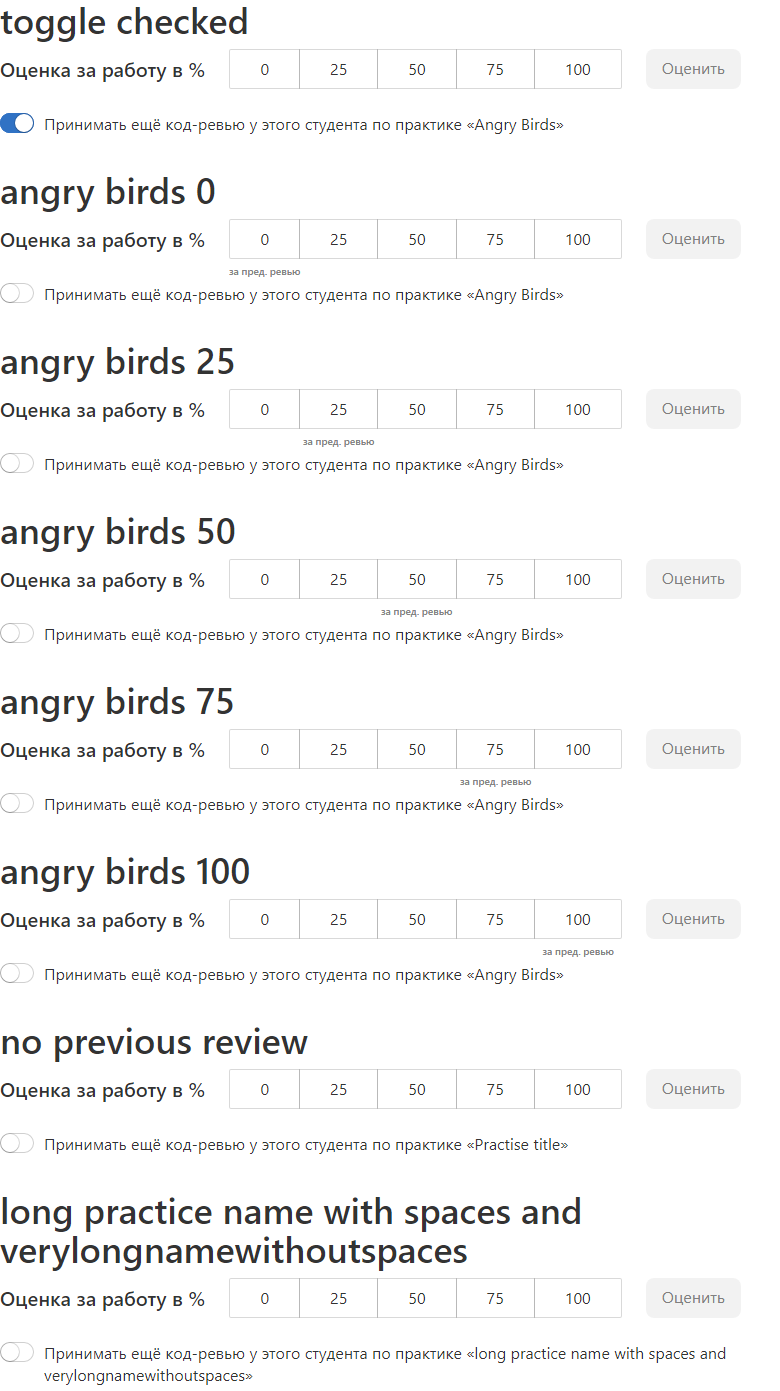 toggle checked
Оценка за работу в % 0 25 50 75 100 Оценить
Принимать ещё код-ревью у этого студента по практике «Angry Birds»
angry birds 0
Оценка за работу в % 0 25 50 75 100 Оценить
за пред. ревью
Принимать ещё код-ревью у этого студента по практике «Angry Birds»
angry birds 25
Оценка за работу в % 0 25 50 75 100 Оценить
за пред. ревью
Принимать ещё код-ревью у этого студента по практике «Angry Birds»
angry birds 50
Оценка за работу в % 0 25 50 75 100 Оценить
за пред. ревью
Принимать ещё код-ревью у этого студента по практике «Angry Birds»
angry birds 75
Оценка за работу в % 0 25 50 75 100 Оценить
за пред. ревью
Принимать ещё код-ревью у этого студента по практике «Angry Birds»
angry birds 100
Оценка за работу в % 0 25 50 75 100 Оценить
за пред. ревью
Принимать ещё код-ревью у этого студента по практике «Angry Birds»
no previous review
Оценка за работу в % 0 25 50 75 100 Оценить
Принимать ещё код-ревью у этого студента по практике «Practise title»
long practice name with spaces and
verylongnamewithoutspaces
Оценка за работу в % 0 25 50 75 100 Оценить
Принимать ещё код-ревью у этого студента по практике «long practice name with spaces and
verylongnamewithoutspaces»